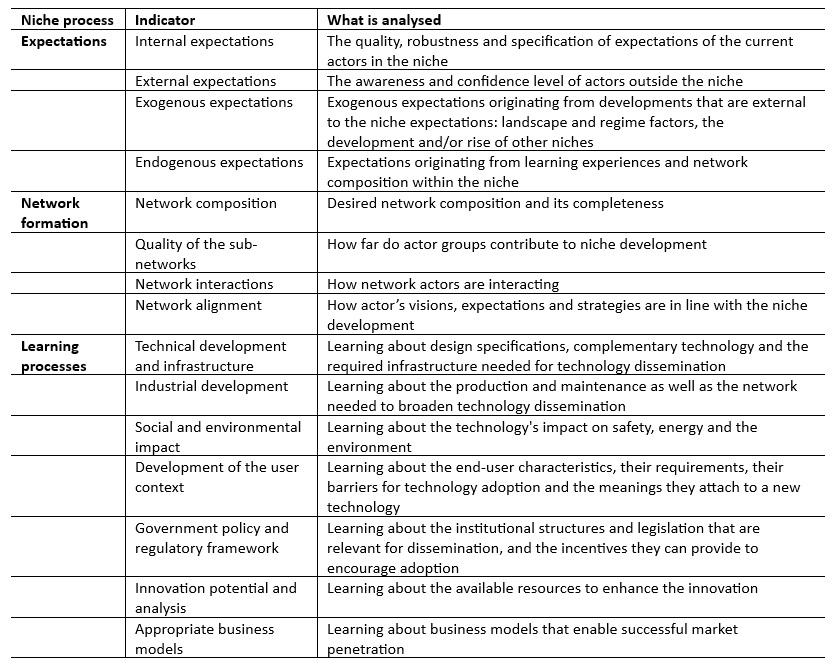 Niche process Indicator What is analysed
Expectations Internal expectations The quality, robustness and specification of expectations of the current
actors in the niche
External expectations The awareness and confidence level of actors outside the niche
Exogenous expectations Exogenous expectations originating from developments that are external
to the niche expectations: landscape and regime factors, the
development and/or rise of other niches
Endogenous expectations Expectations originating from learning experiences and network
composition within the niche
Network Network composition Desired network composition and its completeness
formation
Quality of the sub- How far do actor groups contribute to niche development
networks
Network interactions How network actors are interacting
Network alignment How actor’s visions, expectations and strategies are in line with the niche
development
Learning Technical development Learning about design specifications, complementary technology and the
processes and infrastructure required infrastructure needed for technology dissemination
Industrial development Learning about the production and maintenance as well as the network
needed to broaden technology dissemination
Social and environmental Learning about the technology's impact on safety, energy and the
impact environment
Development of the user Learning about the end-user characteristics, their requirements, their
context barriers for technology adoption and the meanings they attach to a new
technology
Government policy and Learning about the institutional structures and legislation that are
regulatory framework relevant for dissemination, and the incentives they can provide to
encourage adoption
Innovation potential and Learning about the available resources to enhance the innovation
analysis
Appropriate business Learning about business models that enable successful market
models penetration